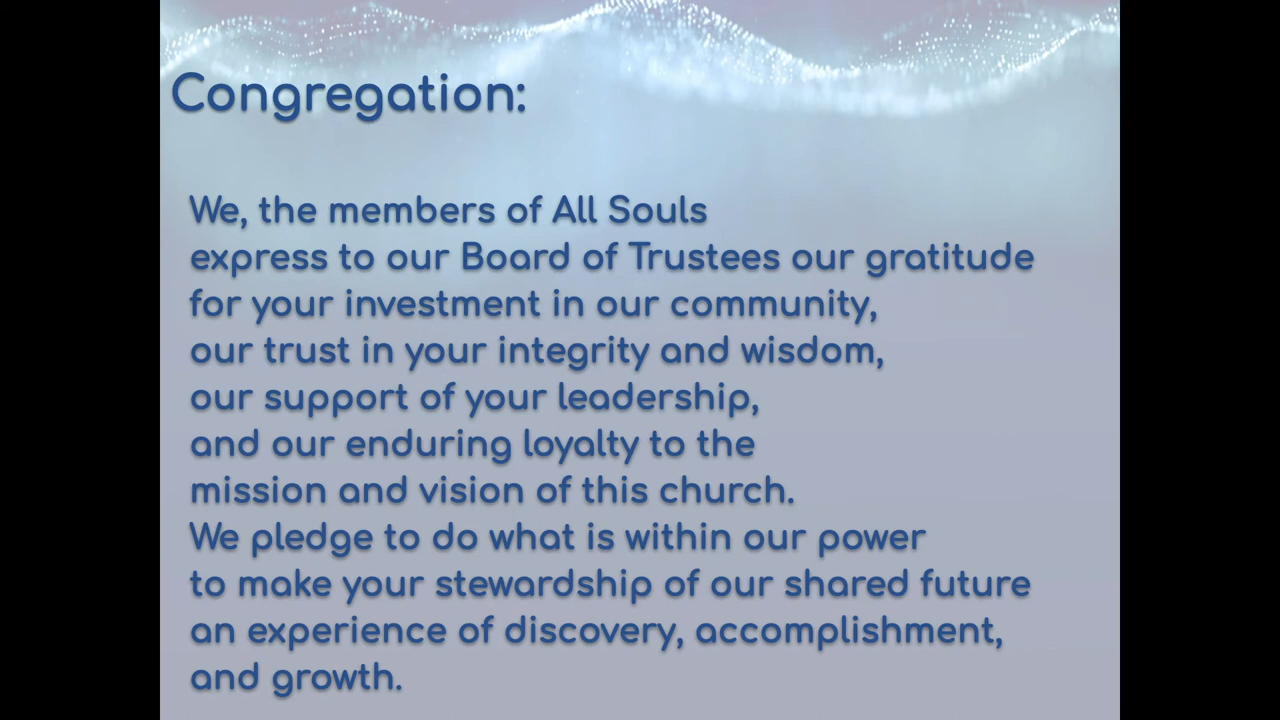 Congregation:
We, the members of All Souls
express to our Board of Trustees our gratitude
for your investment in our community,
our trust in your integrity and wisdom,
our support of your leadership,
and our enduring loyalty to the
mission and vision of this church.
We pledge to do what is within our power
to make your stewardship of our shared future
an experience of discovery, accomplishment,
and growth.